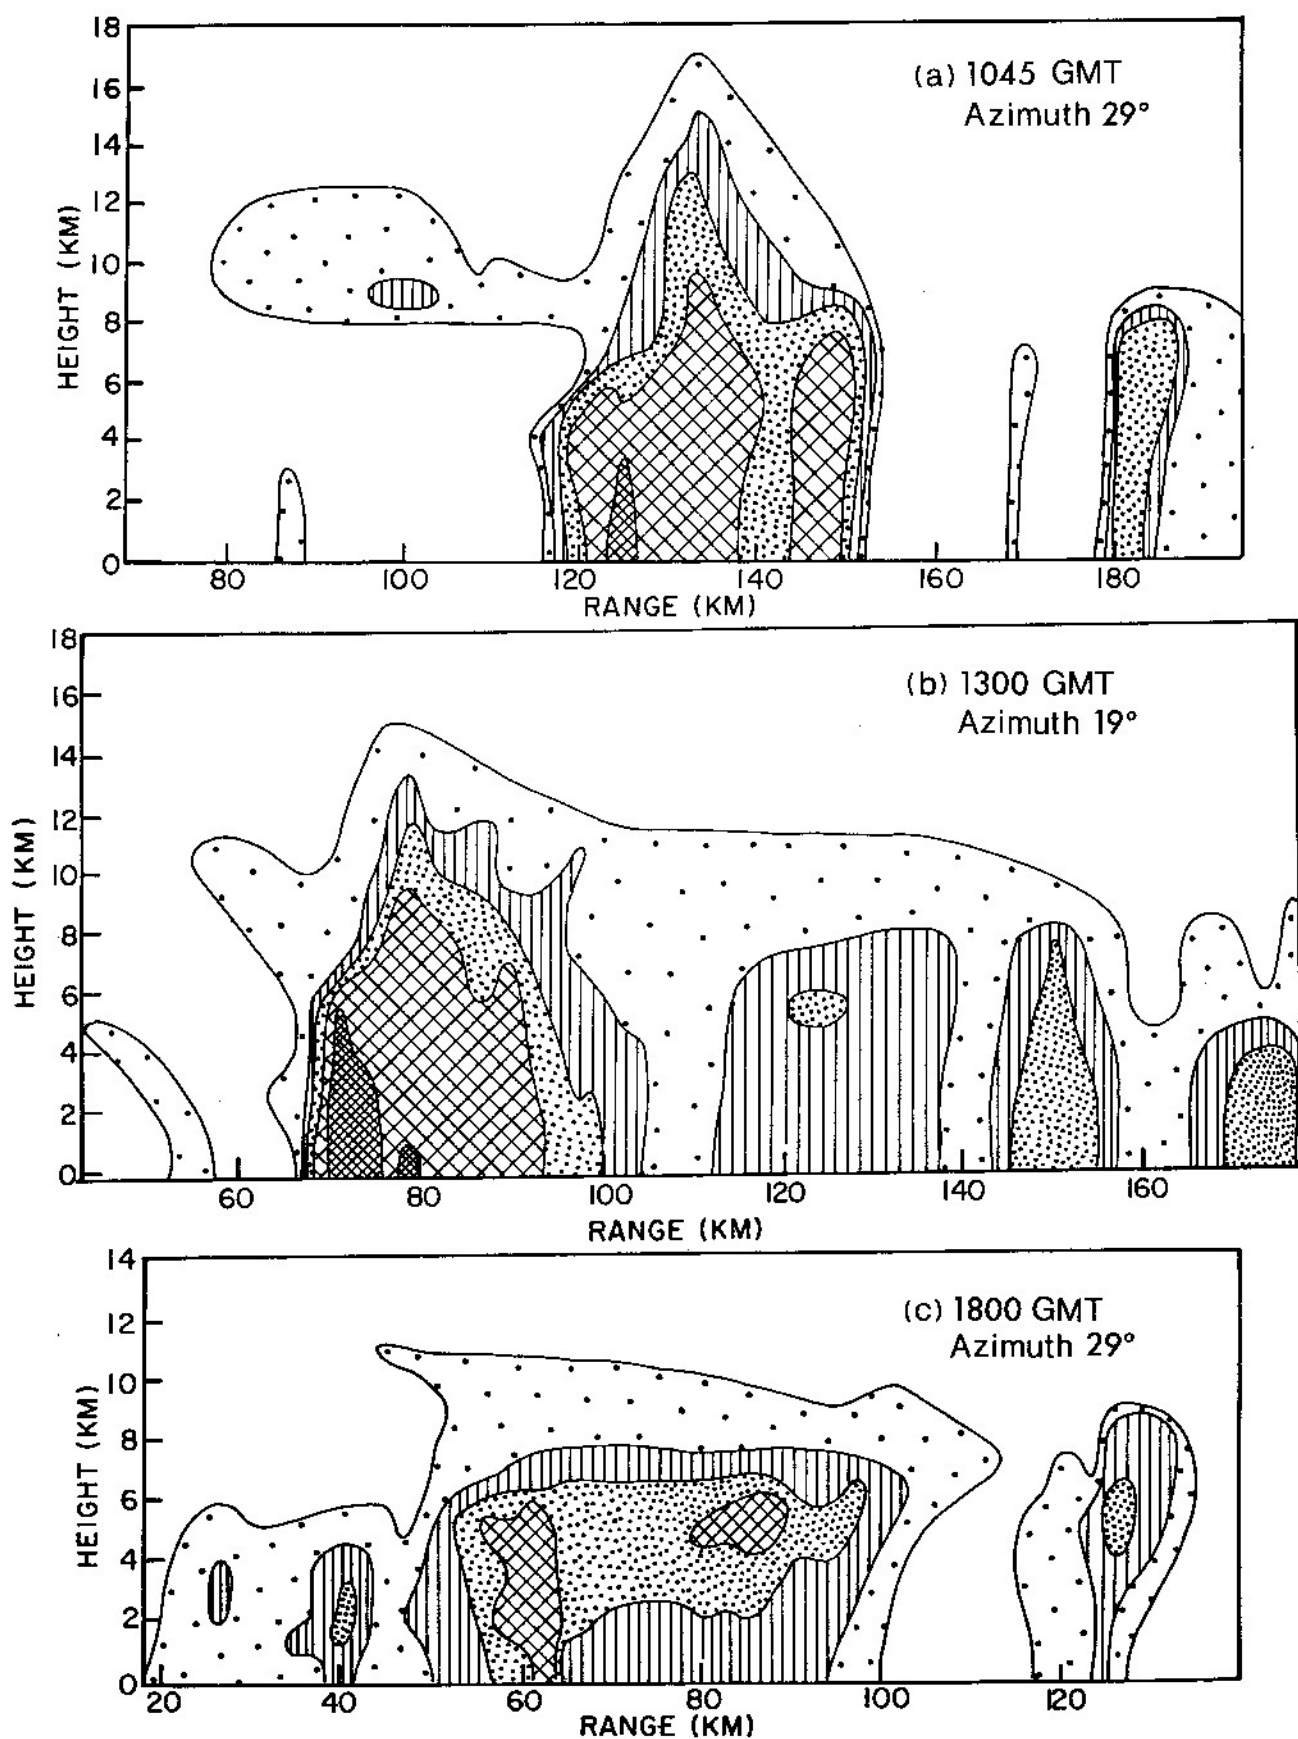 18
16
14
12
10
8
6
4
2
0
HEIGHT (KM)
(a) 1045 GMT
Azimuth 29°
80 100 120 140 160 180
RANGE (KM)
18
16
14
12
10
8
6
4
2
0
HEIGHT (KM)
(b) 1300 GMT
Azimuth 19°
60 80 100 120 140 160
RANGE (KM)
14
12
10
8
6
4
2
0
HEIGHT (KM)
(c) 1800 GMT
Azimuth 29°
20 40 60 80 100 120
RANGE (KM)